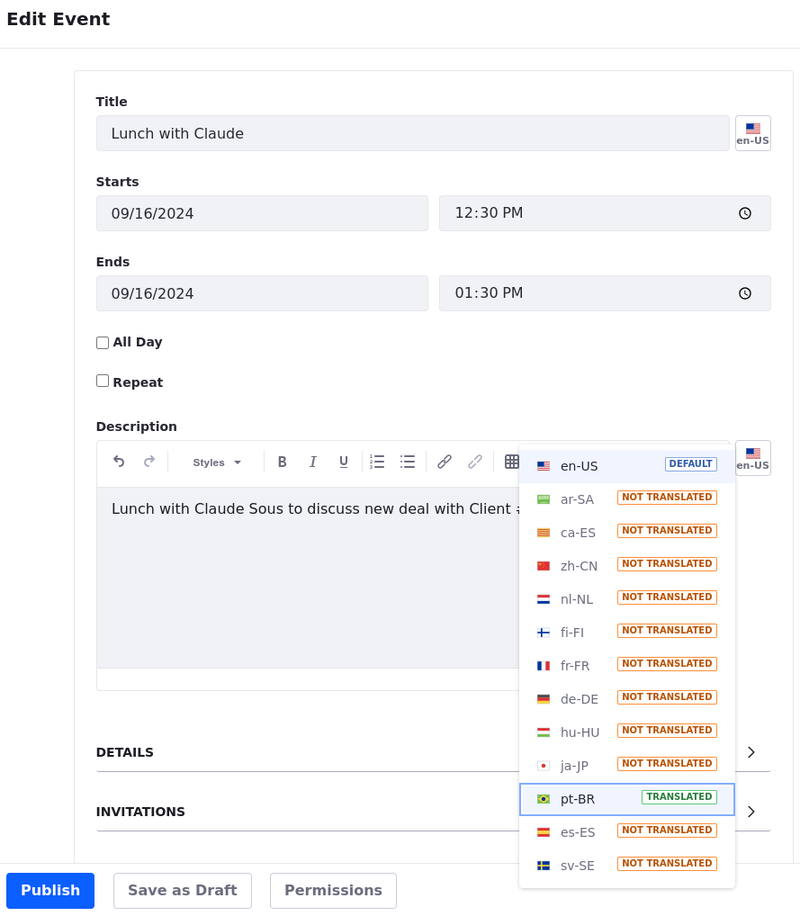 Edit Event
Title
Lunch with Claude
en-US
Starts
09/16/2024 12:30 PM
Ends
09/16/2024 01:30 PM
All Day
Repeat
Description
Styles B I U
en-US
Lunch with Claude Sous to discuss new deal with Client
en-US DEFAULT
ar-SA NOT TRANSLATED
ca-ES NOT TRANSLATED
zh-CN NOT TRANSLATED
nl-NL NOT TRANSLATED
fi-FI NOT TRANSLATED
fr-FR NOT TRANSLATED
de-DE NOT TRANSLATED
hu-HU NOT TRANSLATED
ja-JP NOT TRANSLATED
pt-BR TRANSLATED
es-ES NOT TRANSLATED
sv-SE NOT TRANSLATED
DETAILS
INVITATIONS
Publish Save as Draft Permissions